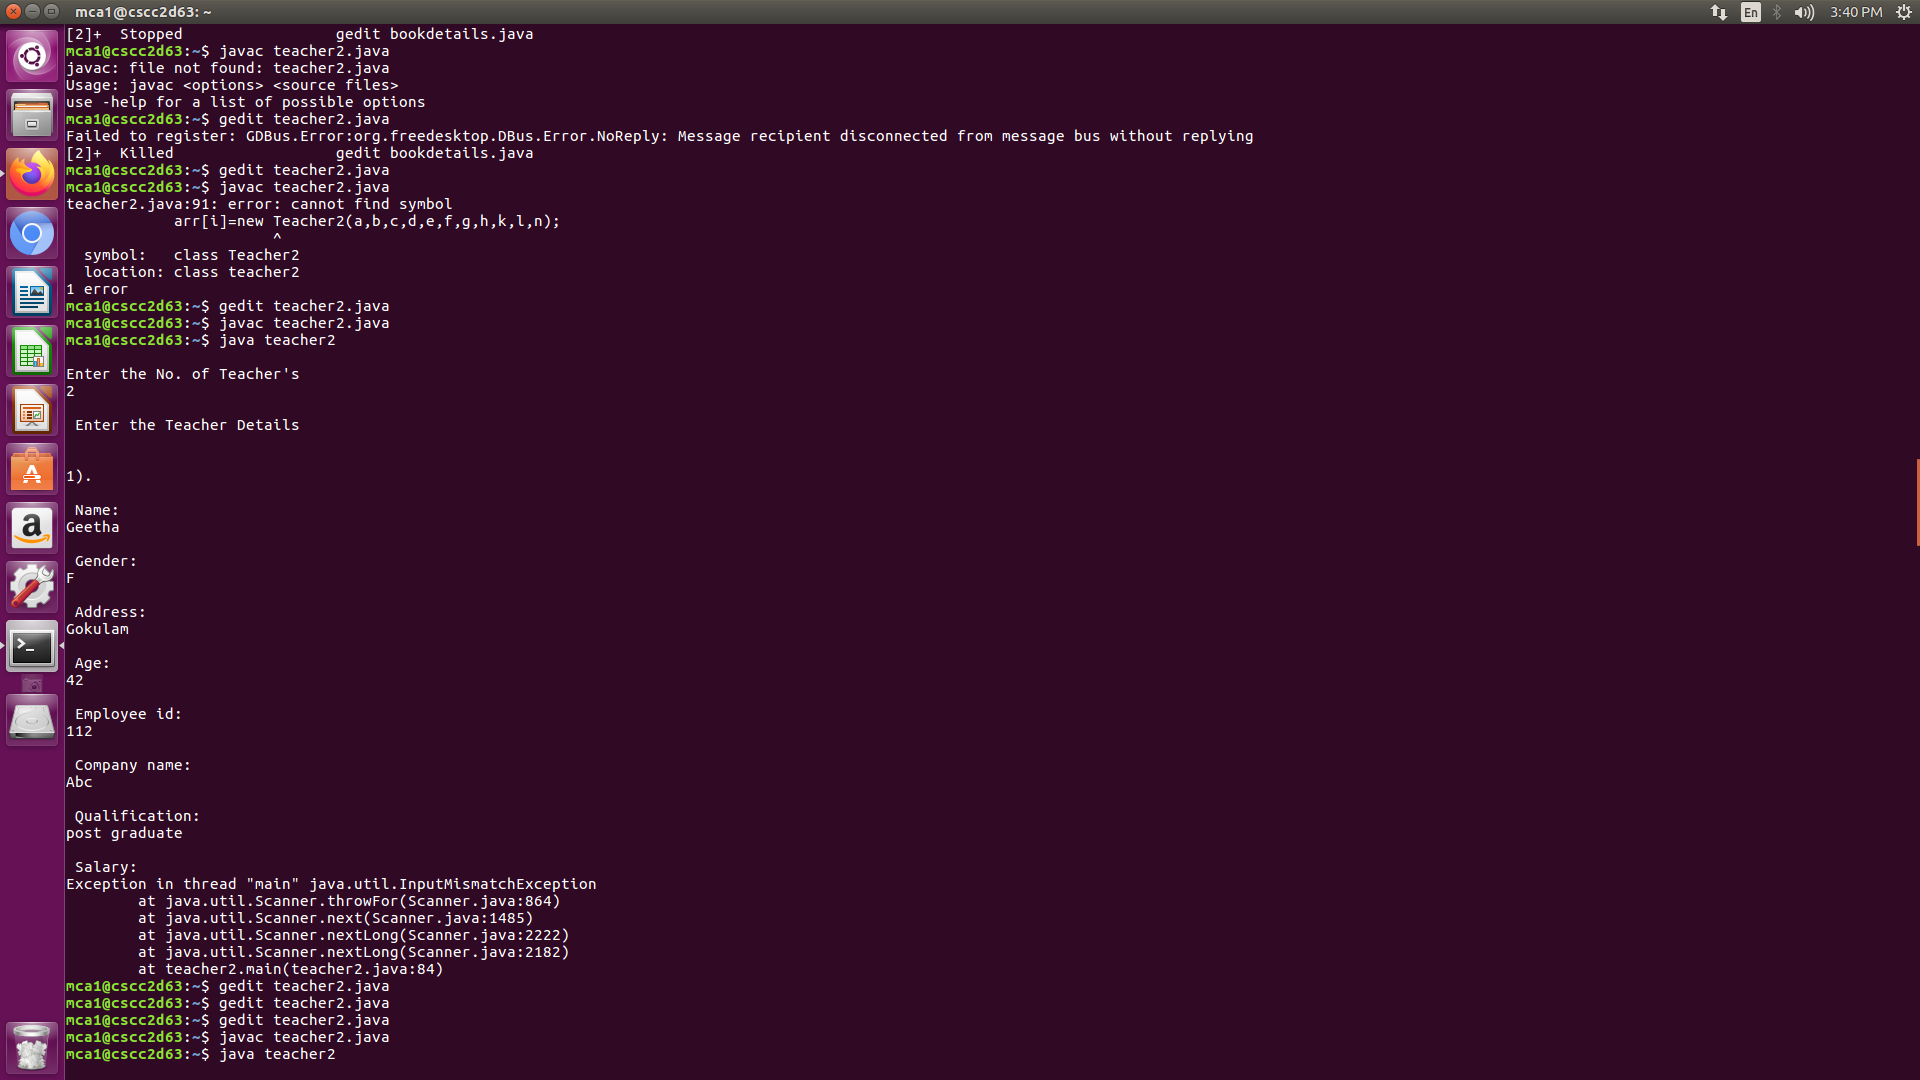 mca1@cscc2d63: ~
En
3:40 PM
[2]+  Stopped                 gedit bookdetails.java
mca1@cscc2d63:~$ javac teacher2.java
javac: file not found: teacher2.java
Usage: javac <options> <source files>
use -help for a list of possible options
mca1@cscc2d63:~$ gedit teacher2.java
Failed to register: GDBus.Error:org.freedesktop.DBus.Error.NoReply: Message recipient disconnected from message bus without replying
[2]+  Killed                  gedit bookdetails.java
mca1@cscc2d63:~$ gedit teacher2.java
mca1@cscc2d63:~$ javac teacher2.java
teacher2.java:91: error: cannot find symbol
            arr[i]=new Teacher2(a,b,c,d,e,f,g,h,k,l,n);
                       ^
  symbol:   class Teacher2
  location: class teacher2
1 error
mca1@cscc2d63:~$ gedit teacher2.java
mca1@cscc2d63:~$ javac teacher2.java
mca1@cscc2d63:~$ java teacher2
Enter the No. of Teacher's
2
 Enter the Teacher Details
1).
 Name:
Geetha
 Gender:
F
 Address:
Gokulam
 Age:
42
 Employee id:
112
 Company name:
Abc
 Qualification:
post graduate
 Salary:
Exception in thread "main" java.util.InputMismatchException
        at java.util.Scanner.throwFor(Scanner.java:864)
        at java.util.Scanner.next(Scanner.java:1485)
        at java.util.Scanner.nextLong(Scanner.java:2222)
        at java.util.Scanner.nextLong(Scanner.java:2182)
        at teacher2.main(teacher2.java:84)
mca1@cscc2d63:~$ gedit teacher2.java
mca1@cscc2d63:~$ gedit teacher2.java
mca1@cscc2d63:~$ gedit teacher2.java
mca1@cscc2d63:~$ javac teacher2.java
mca1@cscc2d63:~$ java teacher2